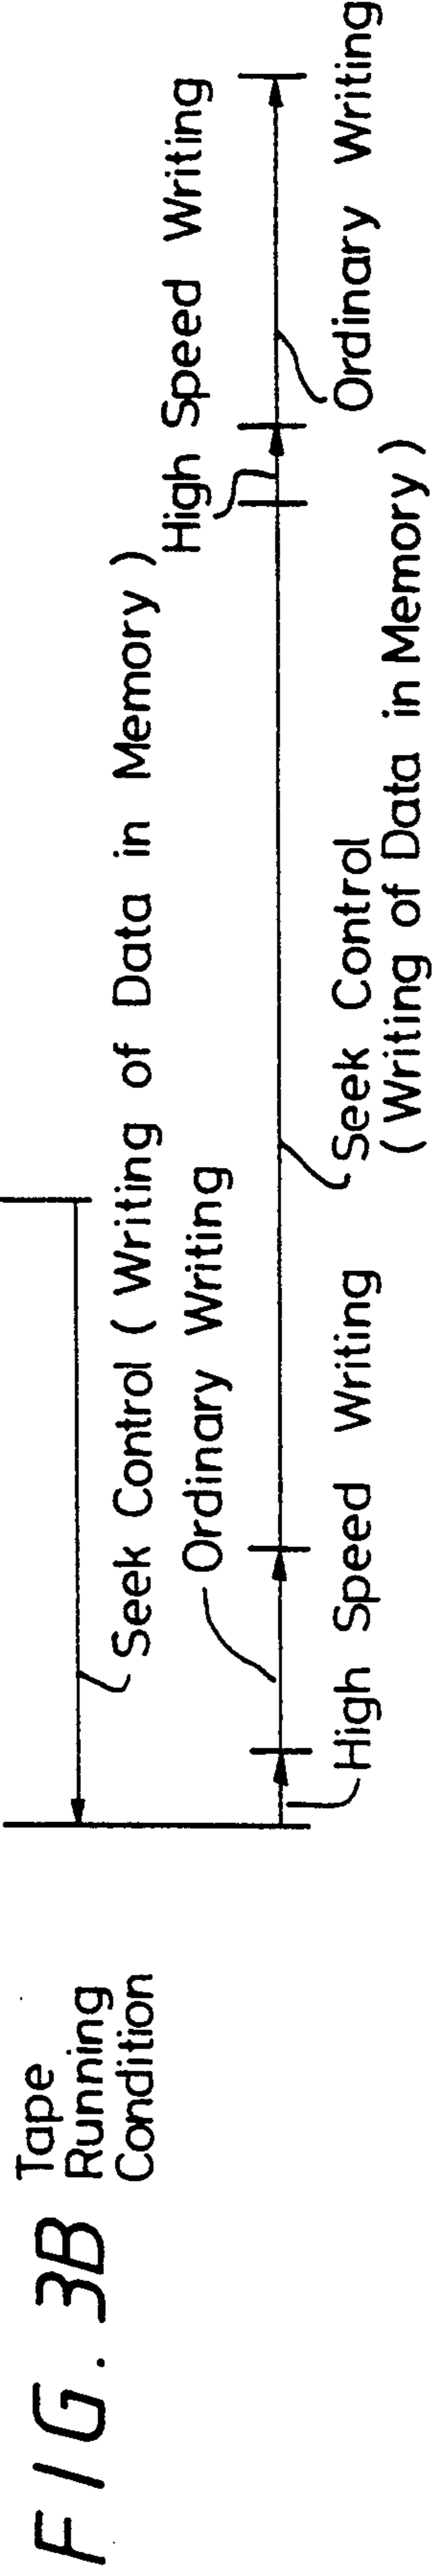 FIG. 3B
Tape
Running
Condition
Seek Control ( Writing of Data in Memory )
Ordinary Writing
High Speed Writing
High Speed Writing
Seek Control
( Writing of Data in Memory )
Ordinary Writing